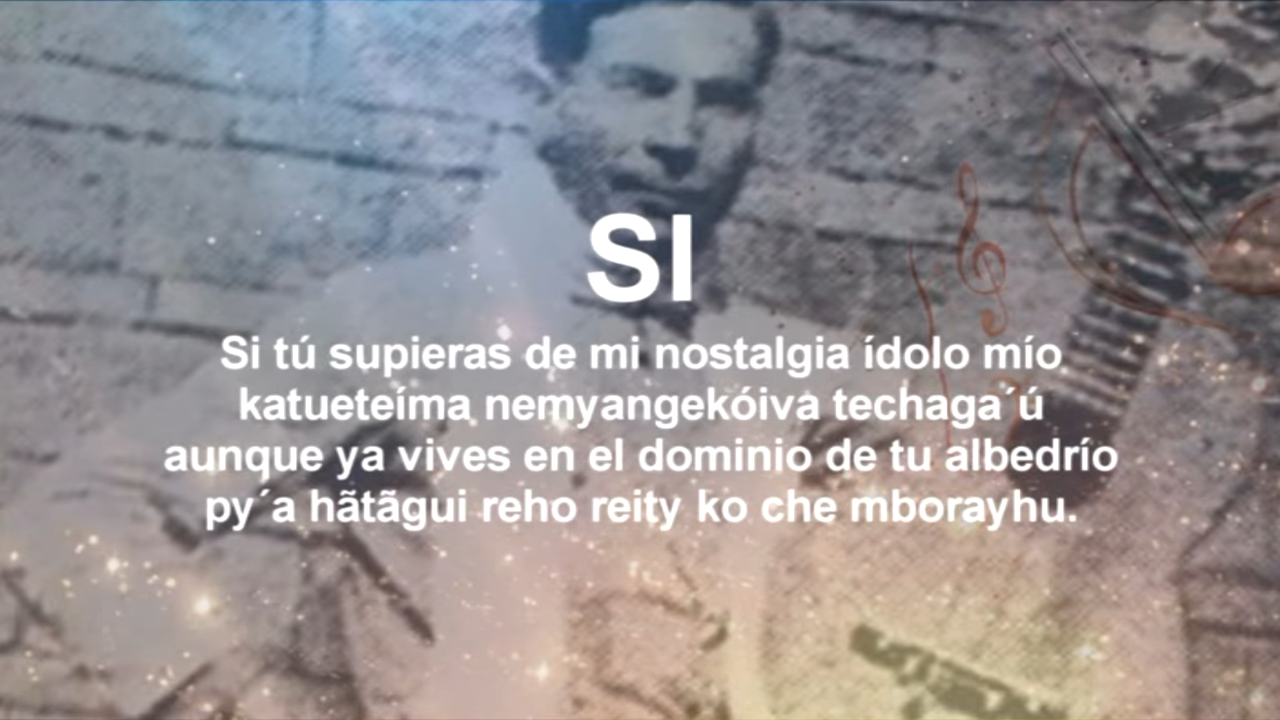 SI
Si tú supieras de mi nostalgia ídolo mío
katueteíma nemyangekóiva techaga´ú
aunque ya vives en el dominio de tu albedrío
py´a hãtãgui reho reity ko che mborayhu.